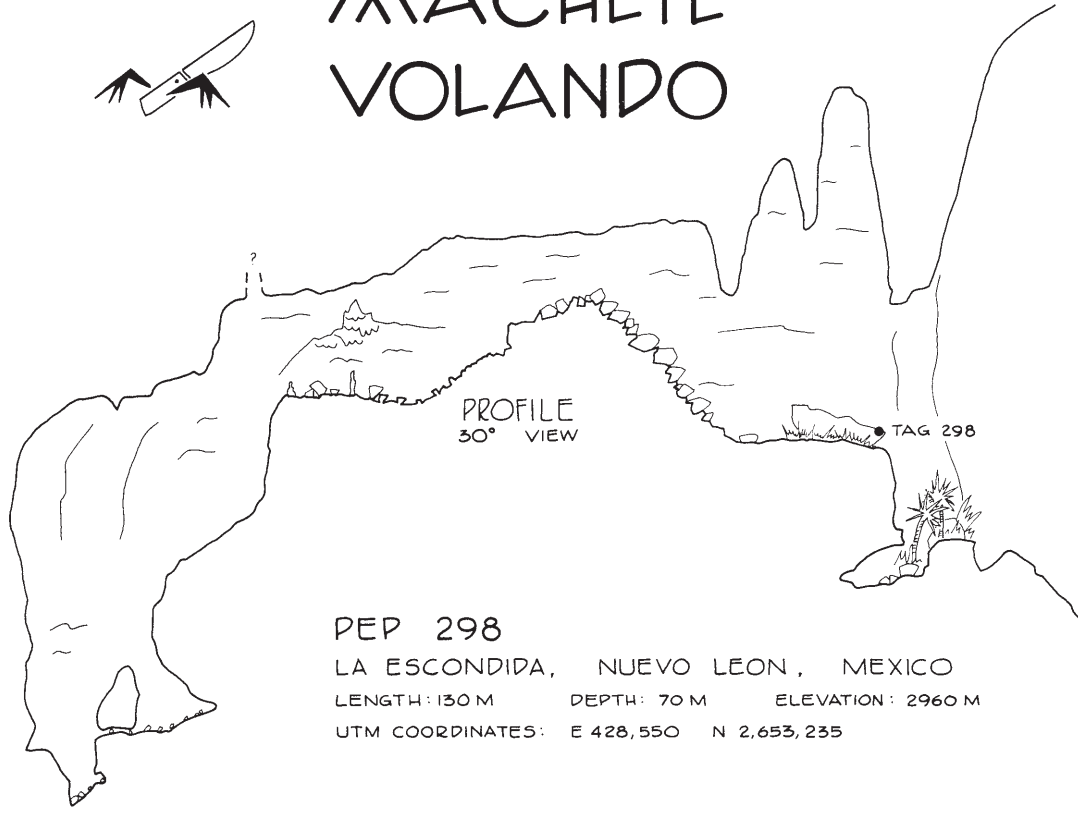 MACHETE
VOLANDO
?
PROFILE
30° VIEW
TAG 298
PEP 298
LA ESCONDIDA, NUEVO LEON, MEXICO
LENGTH: 130 M DEPTH: 70 M ELEVATION: 2960 M
UTM COORDINATES: E 428,550 N 2,653,235